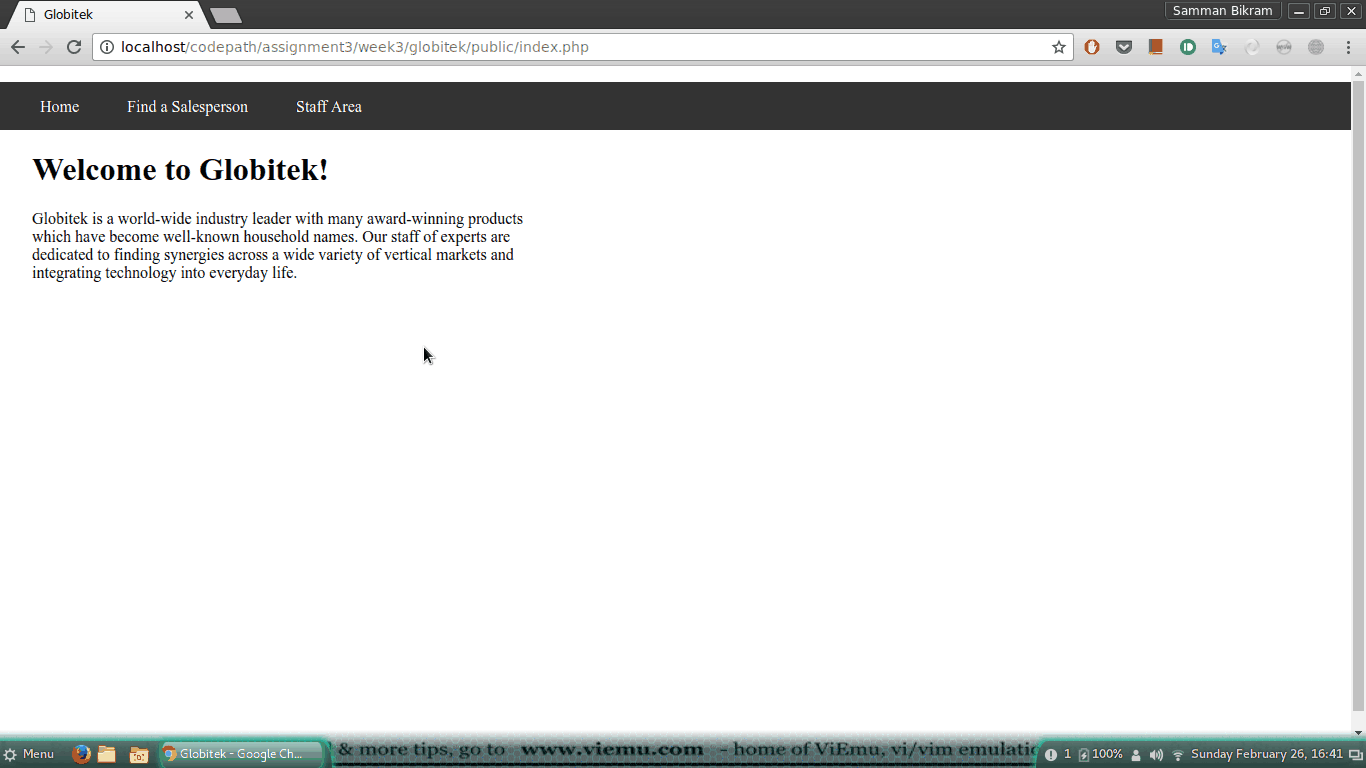 Globitek
Samman Bikram
localhost/codepath/assignment3/week3/globitek/public/index.php
Home Find a Salesperson Staff Area
Welcome to Globitek!
Globitek is a world-wide industry leader with many award-winning products
which have become well-known household names. Our staff of experts are
dedicated to finding synergies across a wide variety of vertical markets and
integrating technology into everyday life.
Menu Globitek - Google Ch... & more tips, go to www.viemu.com - home of ViEmu, vi/vim emulatio 1 100% Sunday February 26, 16:41